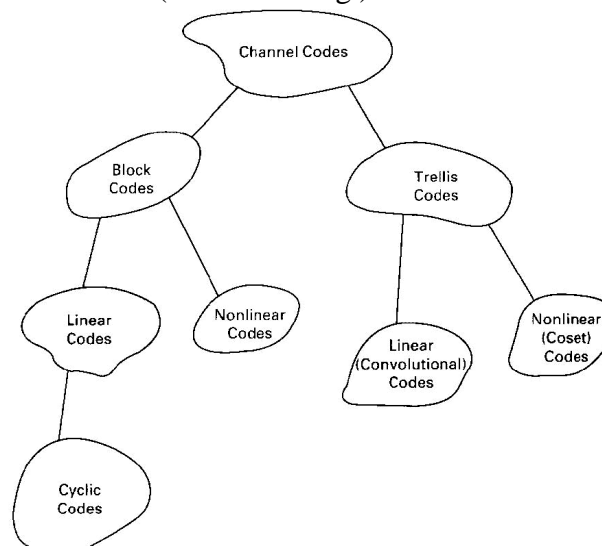 Channel Codes
Block
Codes
Trellis
Codes
Linear
Codes
Nonlinear
Codes
Linear
(Convolutional)
Codes
Nonlinear
(Coset)
Codes
Cyclic
Codes